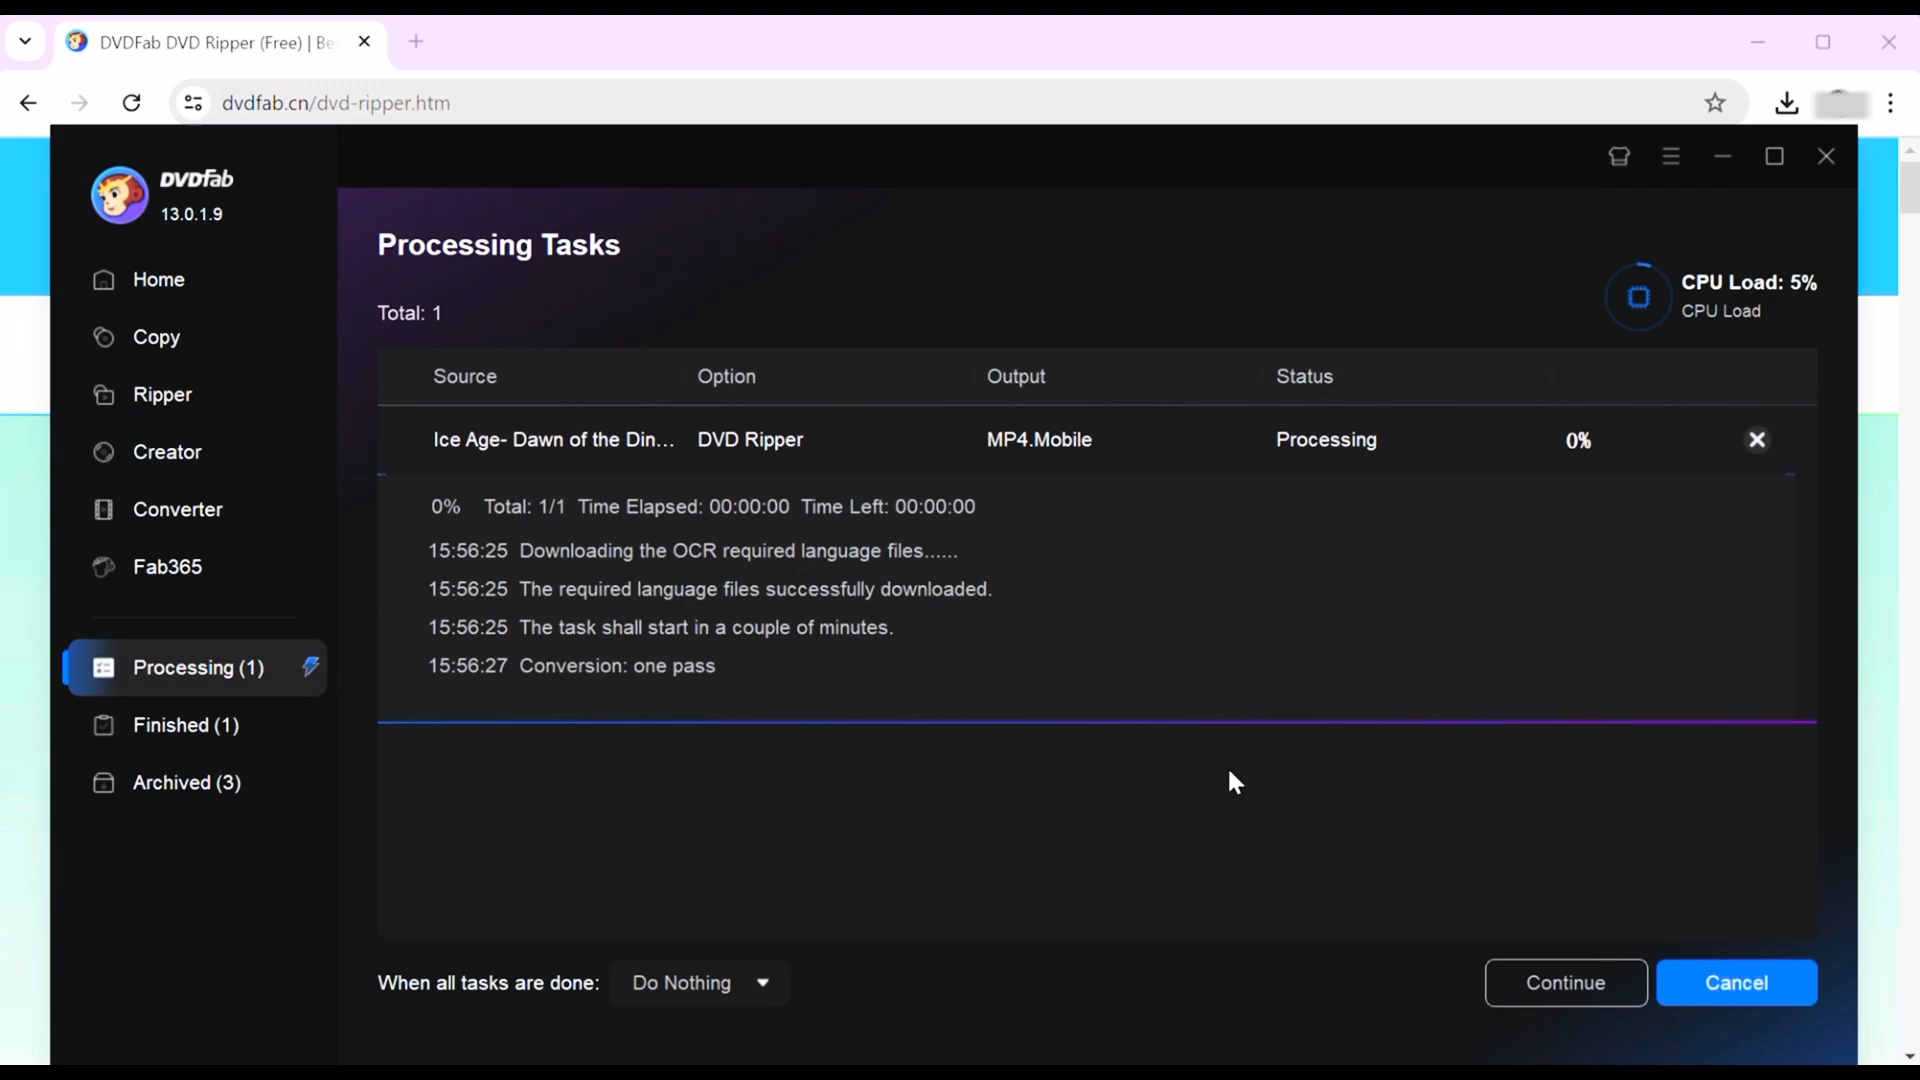 DVDFab DVD Ripper (Free) | Be
dvdfab.cn/dvd-ripper.htm
DVDFab
13.0.1.9
Home
Copy
Ripper
Creator
Converter
Fab365
Processing (1)
Finished (1)
Archived (3)
Processing Tasks
Total: 1
CPU Load: 5%
CPU Load
Source Option Output Status
Ice Age- Dawn of the Din... DVD Ripper MP4.Mobile Processing 0%
0% Total: 1/1 Time Elapsed: 00:00:00 Time Left: 00:00:00
15:56:25 Downloading the OCR required language files......
15:56:25 The required language files successfully downloaded.
15:56:25 The task shall start in a couple of minutes.
15:56:27 Conversion: one pass
When all tasks are done: Do Nothing
Continue
Cancel